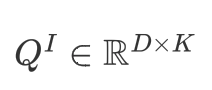 Q^I ∈ ℝ^{D×K}